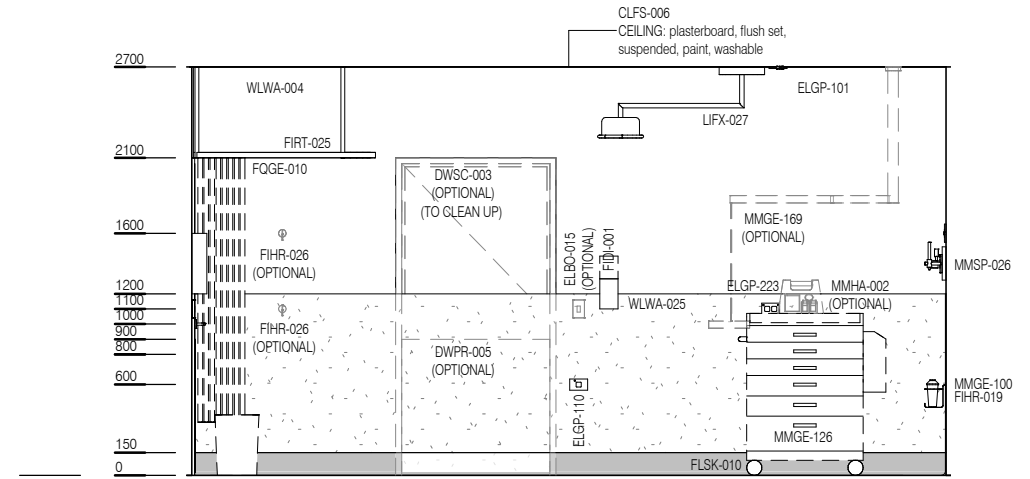 CLFS-006
CEILING: plasterboard, flush set,
suspended, paint, washable
2700
WLWA-004
ELGP-101
LIFX-027
FIRT-025
2100
FQGE-010
DWSC-003
(OPTIONAL)
(TO CLEAN UP)
MMGE-169
(OPTIONAL)
1600
FIHR-026
(OPTIONAL)
ELBO-015
(OPTIONAL)
FIDI-001
MMSP-026
1200
ELGP-223
MMHA-002
(OPTIONAL)
1100
WLWA-025
1000
FIHR-026
(OPTIONAL)
900
800
DWPR-005
(OPTIONAL)
600
MMGE-100
FIHR-019
ELGP-110
MMGE-126
150
FLSK-010
0